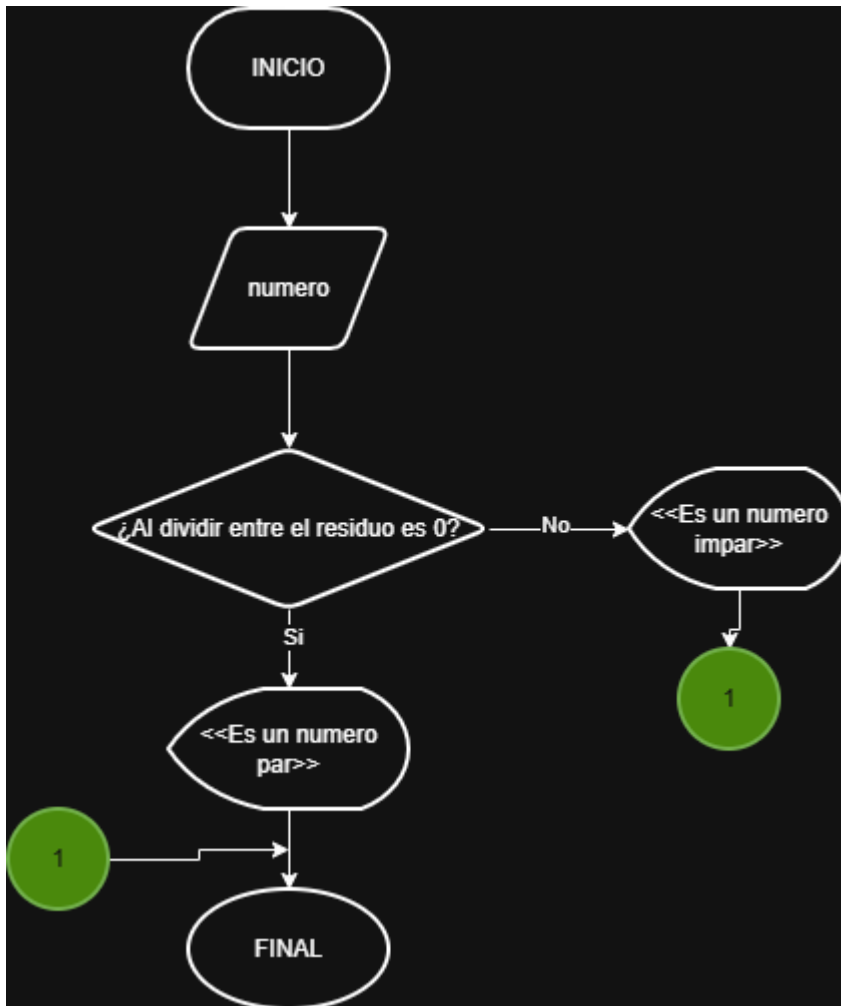 INICIO
numero
¿Al dividir entre el residuo es 0?
No
<<Es un numero
impar>>
Si
1
<<Es un numero
par>>
1
FINAL